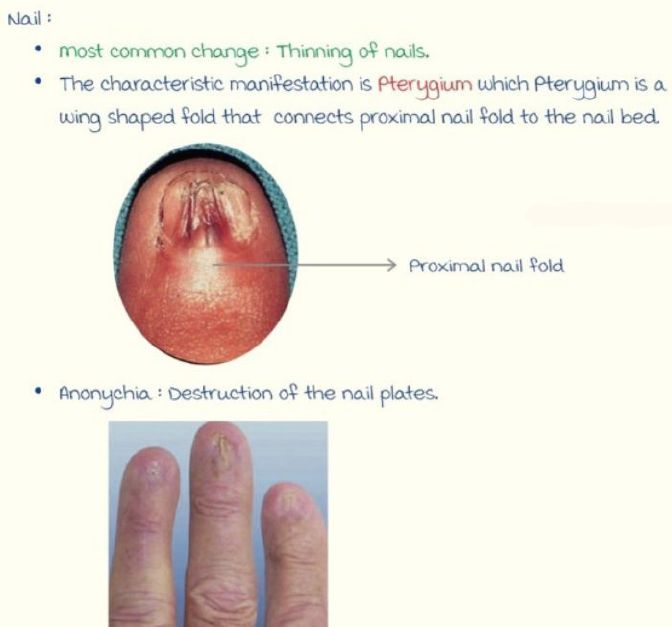 Nail :
• most common change : Thinning of nails.
• The characteristic manifestation is Pterygium which Pterygium is a
wing shaped fold that connects proximal nail fold to the nail bed.
Proximal nail fold
• Anonychia : Destruction of the nail plates.